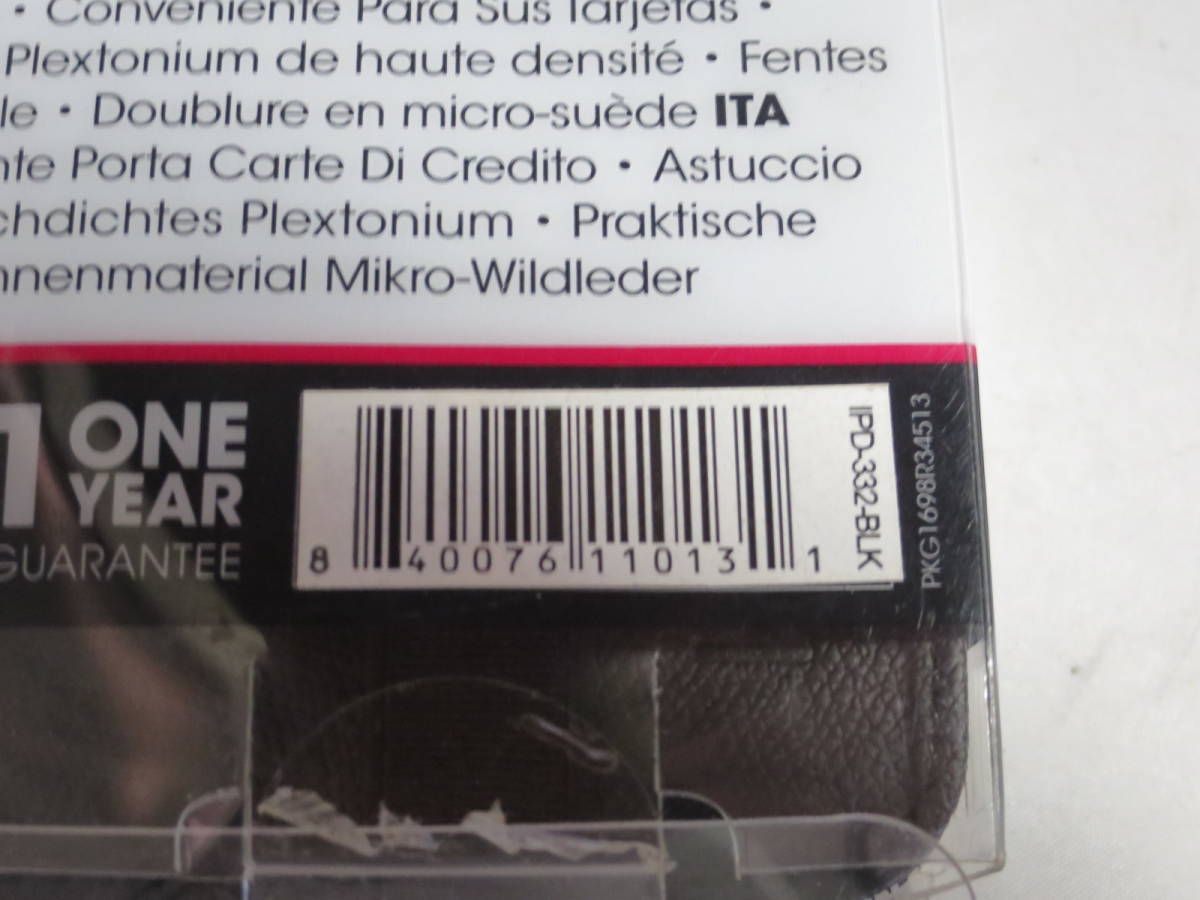 • Conveniente Para Sus Tarjetas •
Plextonium de haute densité • Fentes
le • Doublure en micro-suède ITA
nte Porta Carte Di Credito • Astuccio
chdichtes Plextonium • Praktische
nnenmaterial Mikro-Wildleder
1 ONE
YEAR
GUARANTEE
8 40076 11013 1
IPD-332-BLK
PKG1698R34513